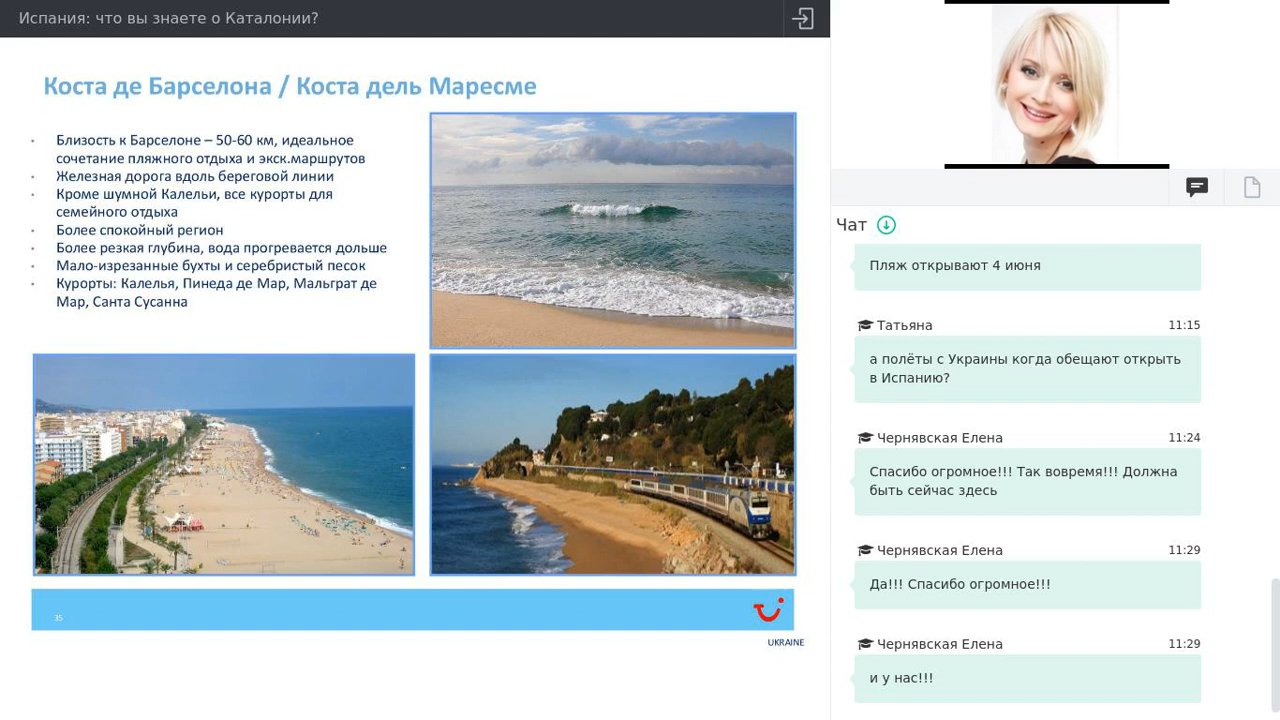 Испания: что вы знаете о Каталонии?
Коста де Барселона / Коста дель Маресме
Близость к Барселоне – 50-60 км, идеальное
сочетание пляжного отдыха и экск.маршрутов
Железная дорога вдоль береговой линии
Кроме шумной Калельи, все курорты для
семейного отдыха
Более спокойный регион
Более резкая глубина, вода прогревается дольше
Мало-изрезанные бухты и серебристый песок
Курорты: Калелья, Пинеда де Мар, Мальграт де
Мар, Санта Сусанна
35
UKRAINE
Чат
Пляж открывают 4 июня
Татьяна 11:15
а полёты с Украины когда обещают открыть
в Испанию?
Чернявская Елена 11:24
Спасибо огромное!!! Так вовремя!!! Должна
быть сейчас здесь
Чернявская Елена 11:29
Да!!! Спасибо огромное!!!
Чернявская Елена 11:29
и у нас!!!